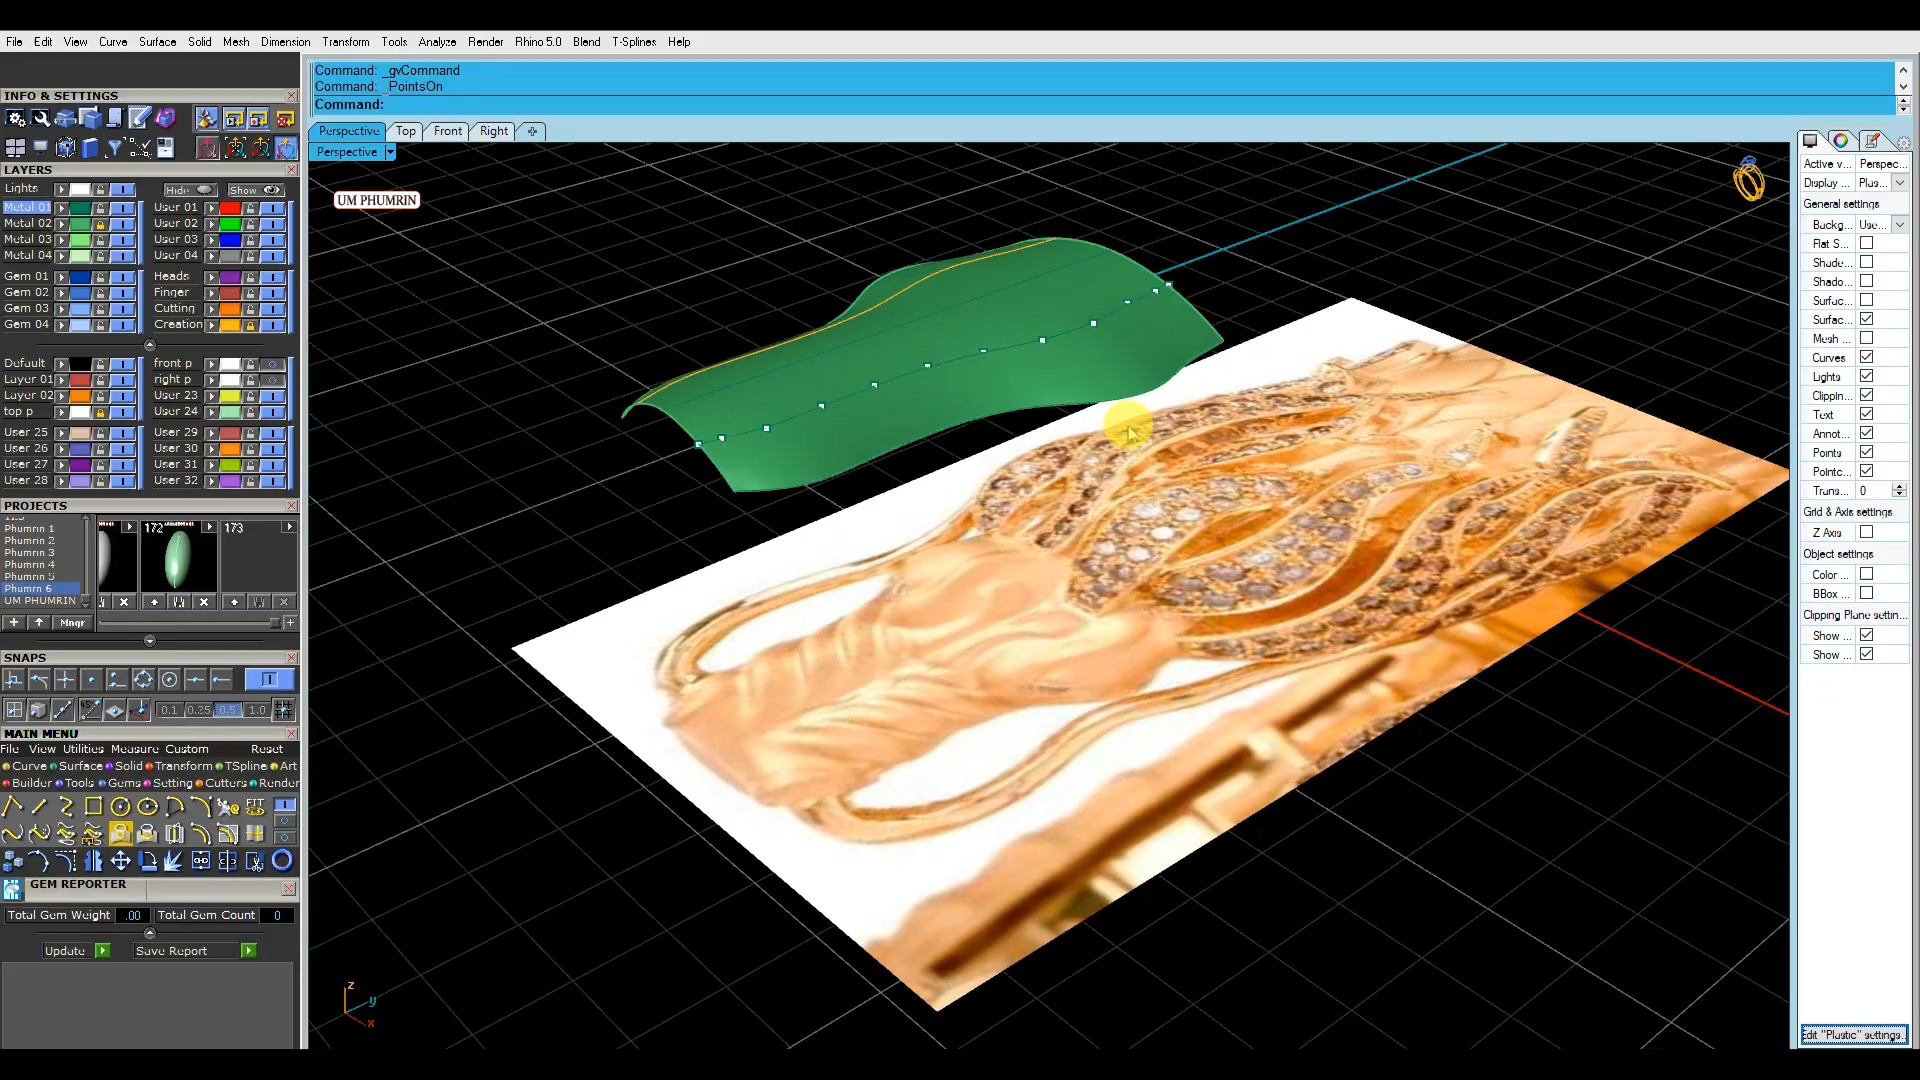 File Edit View Curve Surface Solid Mesh Dimension Transform Tools Analyze Render Rhino 5.0 Blend T-Splines Help
Command: _gvCommand
Command: _PointsOn
Command:
INFO & SETTINGS
Perspective Top Front Right
Perspective
UM PHUMRIN
LAYERS
Lights Hide Show
Metal 01 User 01
Metal 02 User 02
Metal 03 User 03
Metal 04 User 04
Gem 01 Heads
Gem 02 Finger
Gem 03 Cutting
Gem 04 Creation
Default front p
Layer 01 right p
Layer 02 User 23
top p User 24
User 25 User 29
User 26 User 30
User 27 User 31
User 28 User 32
PROJECTS
Phumrin 1
Phumrin 2
Phumrin 3
Phumrin 4
Phumrin 5
Phumrn 6
UM PHUMRIN
172 173
Mngr
SNAPS
0.1 0.25 0.5 1.0
MAIN MENU
File View Utilities Measure Custom Reset
Curve Surface Solid Transform TSpline Art
Builder Tools Gems Setting Cutters Render
FIT
GEM REPORTER
Total Gem Weight .00 Total Gem Count 0
Update Save Report
z
y
x
Active v... Perspec...
Display ... Plas...
General settings
Backg... Use...
Flat S...
Shade...
Shado...
Surfac...
Surfac...
Mesh ...
Curves
Lights
Clippin...
Text
Annot...
Points
Pointc...
Trans... 0
Grid & Axis settings
Z Axis
Object settings
Color ...
BBox ...
Clipping Plane settin...
Show ...
Show ...
Edit "Plastic" settings...